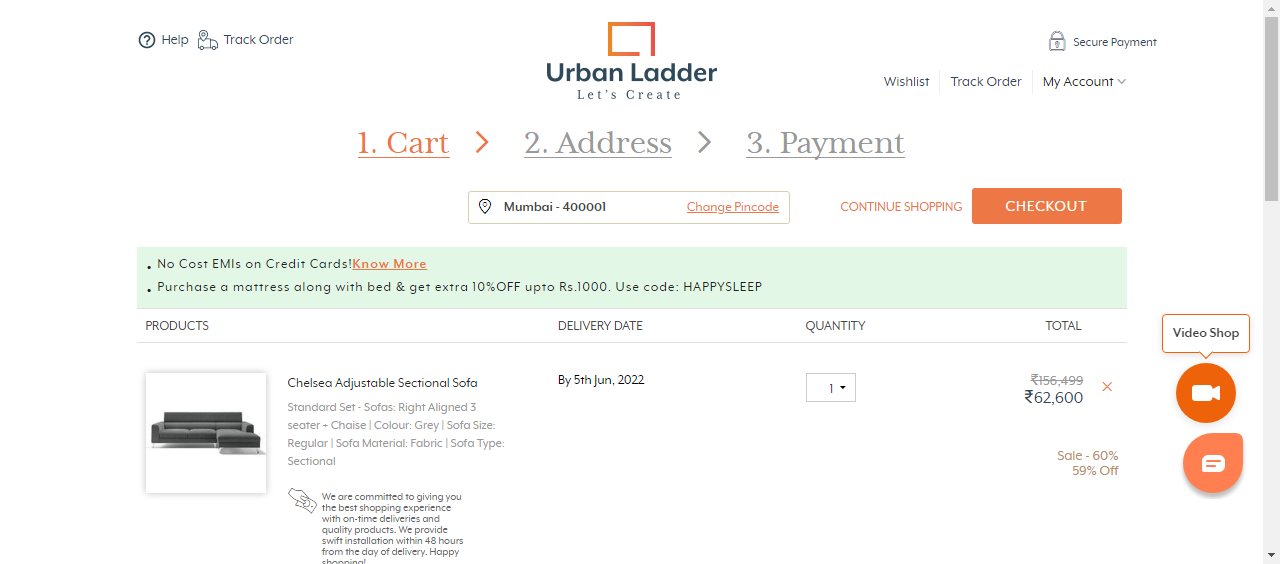 Help
Track Order
Secure Payment
Urban Ladder
Let's Create
Wishlist
Track Order
My Account
1. Cart
2. Address
3. Payment
Mumbai - 400001
Change Pincode
CONTINUE SHOPPING
CHECKOUT
• No Cost EMIs on Credit Cards!Know More
• Purchase a mattress along with bed & get extra 10%OFF upto Rs.1000. Use code: HAPPYSLEEP
PRODUCTS
DELIVERY DATE
QUANTITY
TOTAL
Video Shop
Chelsea Adjustable Sectional Sofa
Standard Set - Sofas: Right Aligned 3
seater + Chaise | Colour: Grey | Sofa Size:
Regular | Sofa Material: Fabric | Sofa Type:
Sectional
By 5th Jun, 2022
1
₹156,499
₹62,600
Sale - 60%
59% Off
We are committed to giving you
the best shopping experience
with on-time deliveries and
quality products. We provide
swift installation within 48 hours
from the day of delivery. Happy
shopping!